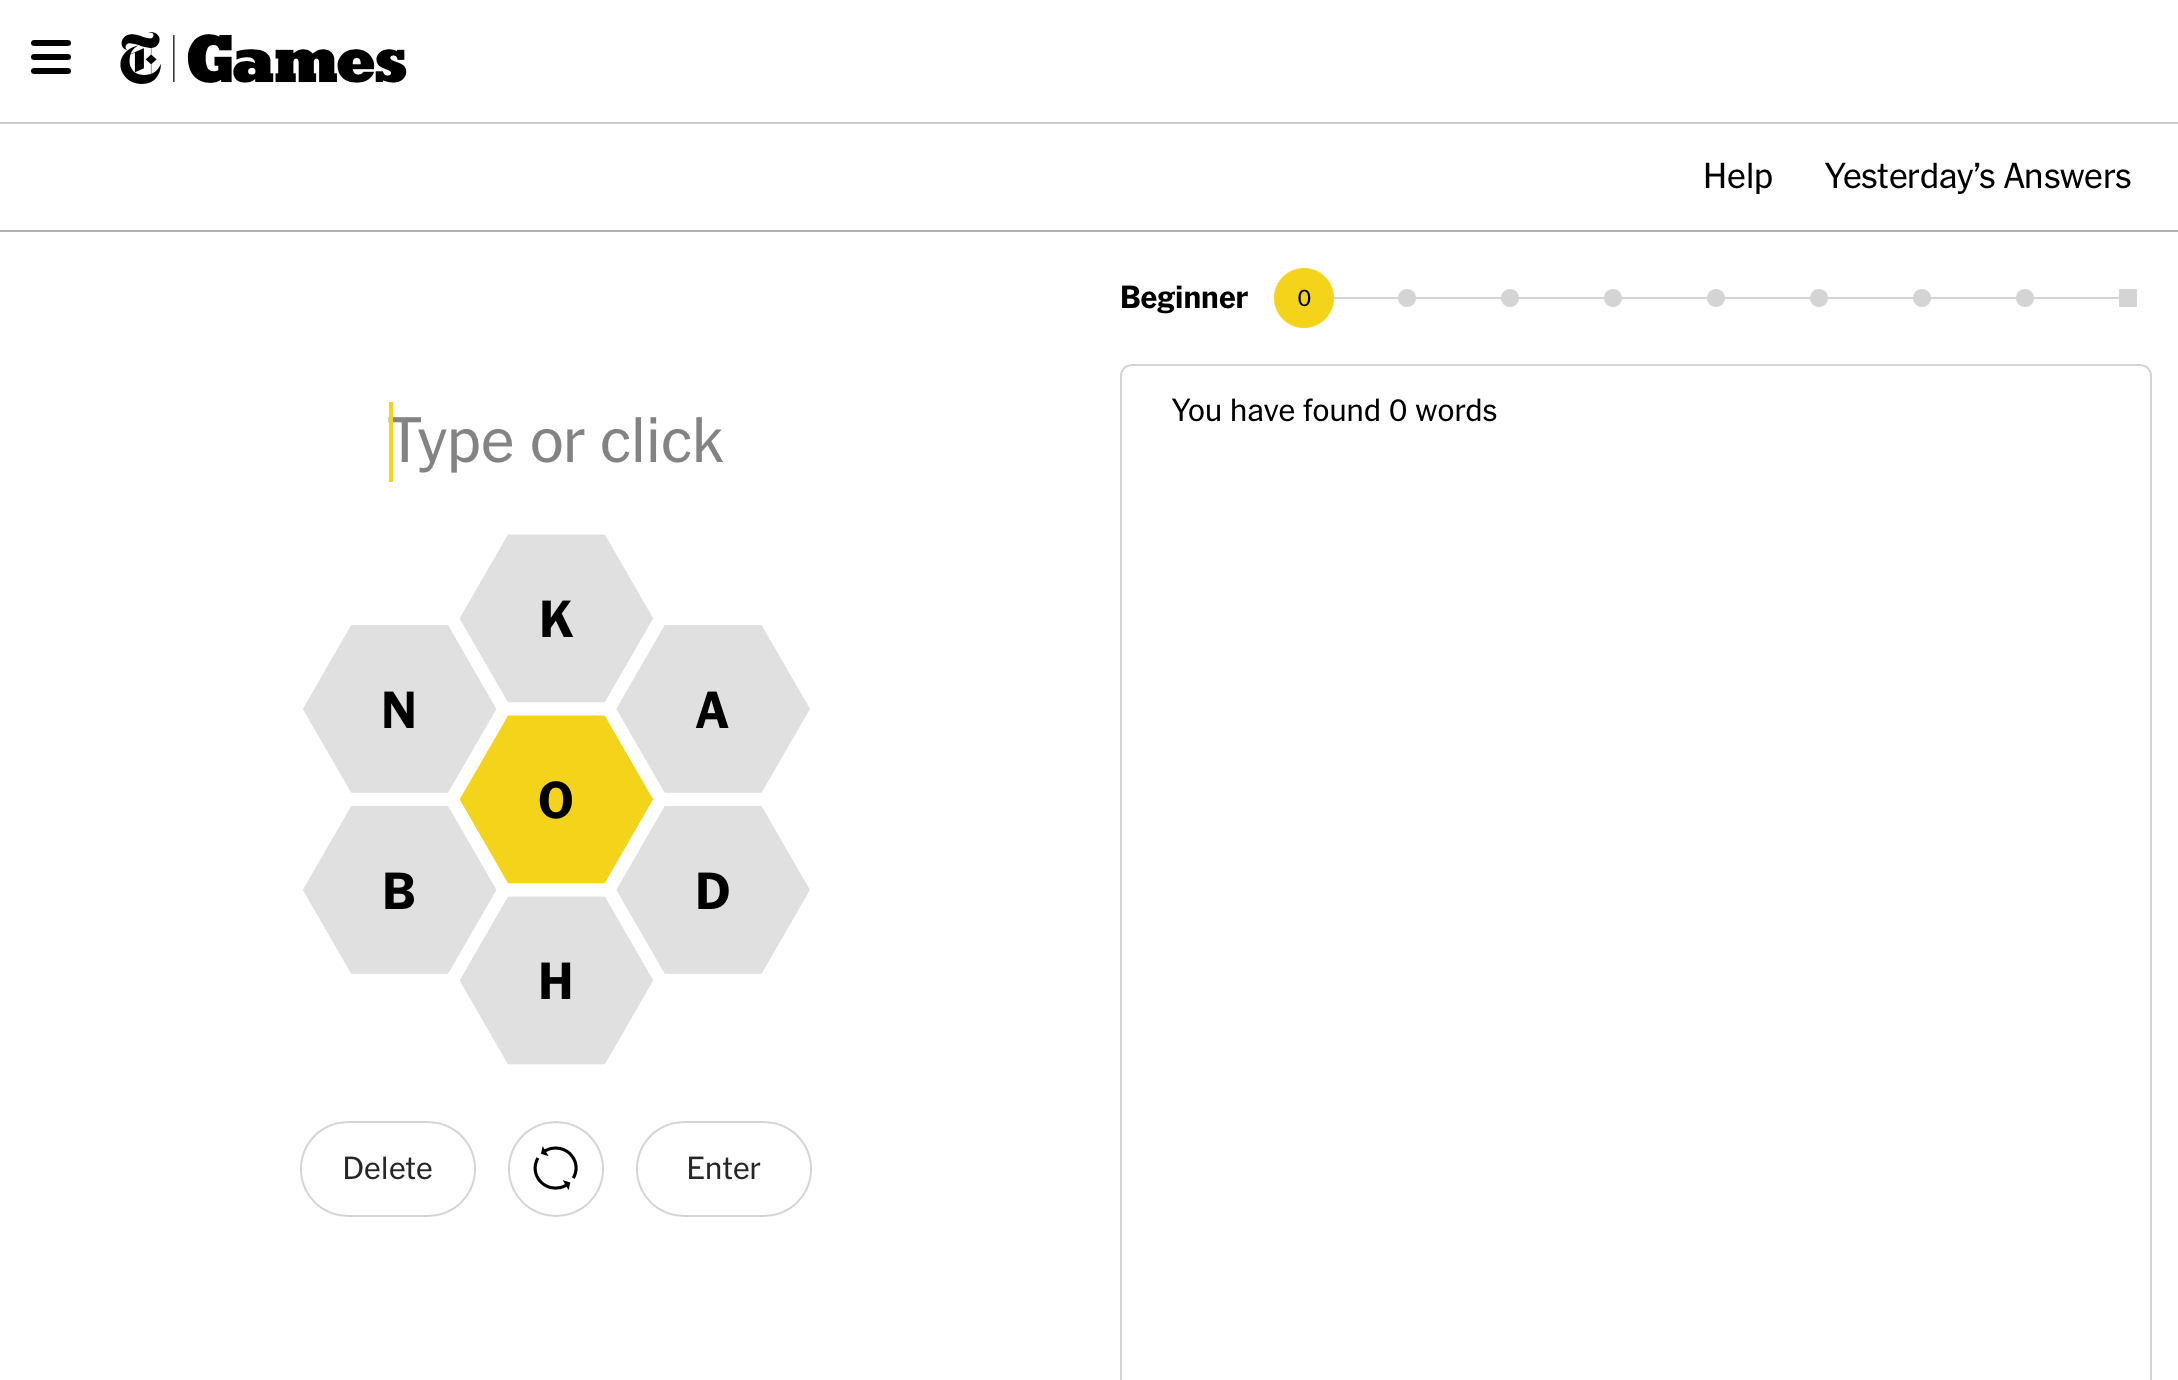 T Games
Help Yesterday’s Answers
Beginner 0
You have found 0 words
Type or click
K
N A
O
B D
H
Delete Enter